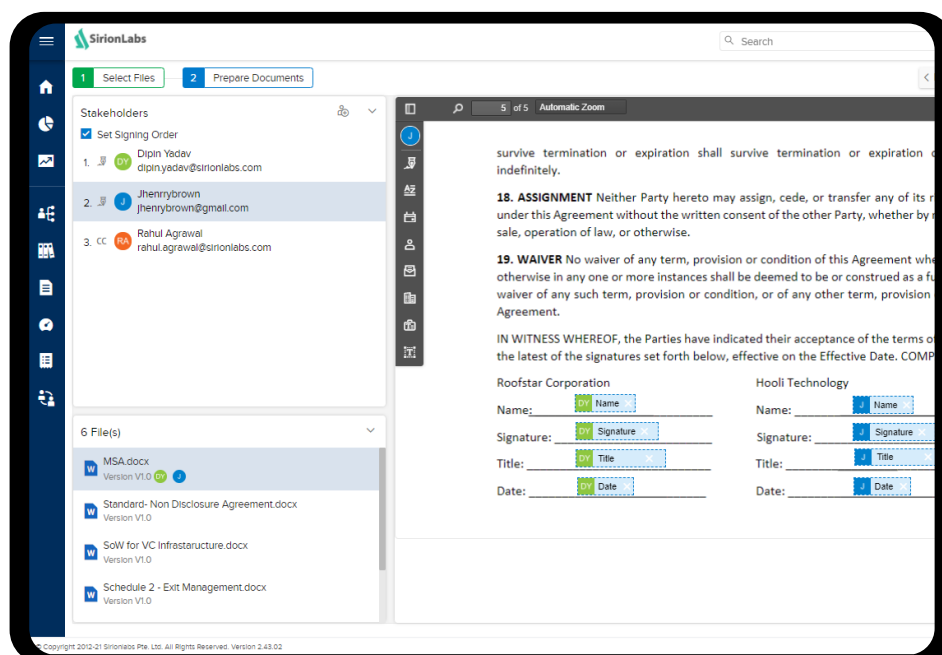 SirionLabs
Search
1 Select Files
2 Prepare Documents
Stakeholders
Set Signing Order
1. DY Dipin Yadav
dipin.yadav@sirionlabs.com
2. J Jhenrrybrown
jhenrybrown@gmail.com
3. CC RA Rahul Agrawal
rahul.agrawal@sirionlabs.com
6 File(s)
MSA.docx
Version V1.0 DY J
Standard- Non Disclosure Agreement.docx
Version V1.0
SoW for VC Infrastaructure.docx
Version V1.0
Schedule 2 - Exit Management.docx
Version V1.0
5 of 5 Automatic Zoom
J
survive termination or expiration shall survive termination or expiration
indefinitely.
18. ASSIGNMENT Neither Party hereto may assign, cede, or transfer any of its
under this Agreement without the written consent of the other Party, whether by
sale, operation of law, or otherwise.
19. WAIVER No waiver of any term, provision or condition of this Agreement
otherwise in any one or more instances shall be deemed to be or construed as a
waiver of any such term, provision or condition, or of any other term, provision
Agreement.
IN WITNESS WHEREOF, the Parties have indicated their acceptance of the terms
the latest of the signatures set forth below, effective on the Effective Date. COMP
Roofstar Corporation Hooli Technology
Name: DY Name Name: J Name
Signature: DY Signature Signature: J Signature
Title: DY Title Title: J Title
Date: DY Date Date: J Date
Copyright 2012-21 Sirionlabs Pte. Ltd. All Rights Reserved. Version 2.43.02